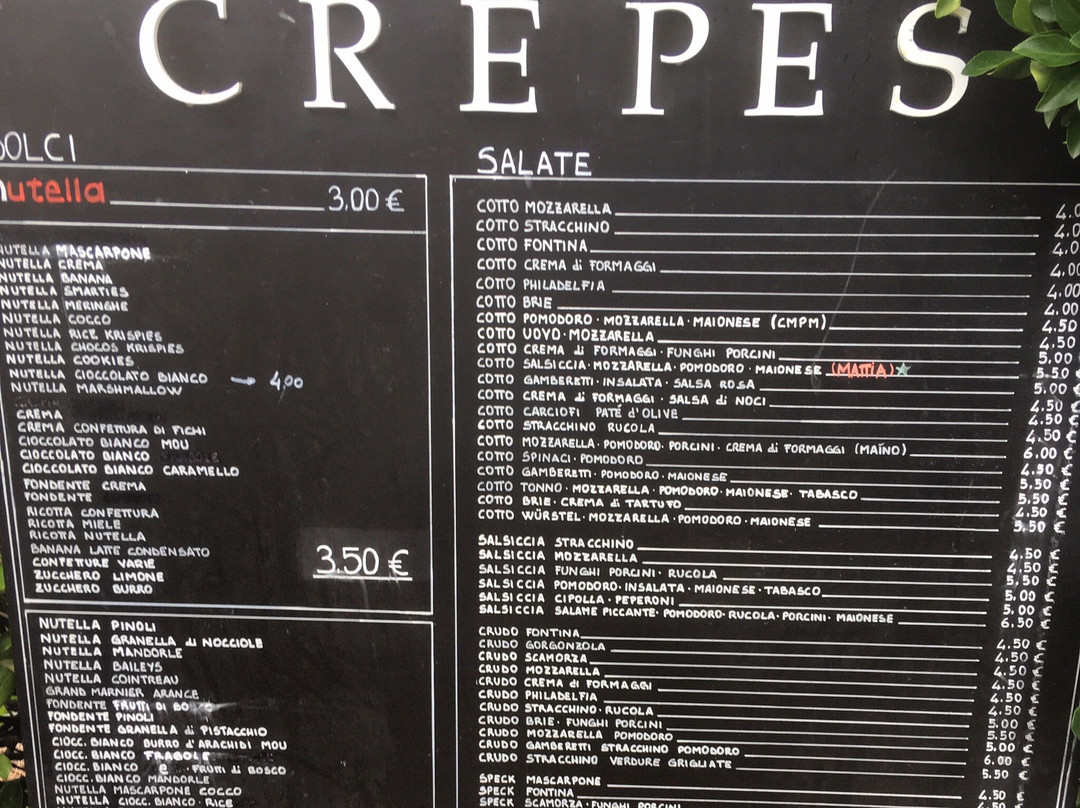 CREPES
DOLCI
nutella 3.00 €
NUTELLA MASCARPONE
NUTELLA CREMA
NUTELLA BANANA
NUTELLA SMARTIES
NUTELLA MERINGHE
NUTELLA COCCO
NUTELLA RICE KRISPIES
NUTELLA CHOCOS KRISPIES
NUTELLA COOKIES
NUTELLA CIOCCOLATO BIANCO → 4,00
NUTELLA MARSHMALLOW
CREMA
CREMA CONFETTURA DI FICHI
CIOCCOLATO BIANCO MOU
CIOCCOLATO BIANCO
CIOCCOLATO BIANCO CARAMELLO
FONDENTE CREMA
FONDENTE
RICOTTA CONFETTURA
RICOTTA MIELE
RICOTTA NUTELLA
BANANA LATTE CONDENSATO
CONFETTURE VARIE
ZUCCHERO LIMONE
ZUCCHERO BURRO
3.50 €
NUTELLA PINOLI
NUTELLA GRANELLA di NOCCIOLE
NUTELLA MANDORLE
NUTELLA BAILEYS
NUTELLA COINTREAU
GRAND MARNIER ARANCE
FONDENTE FRUTTI DI
FONDENTE PINOLI
FONDENTE GRANELLA di PISTACCHIO
CIOCC. BIANCO BURRO d'ARACHIDI MOU
CIOCC. BIANCO FRAGOLE
CIOCC. BIANCO e FRUTTI di BOSCO
CIOCC. BIANCO MANDORLE
NUTELLA MASCARPONE COCCO
NUTELLA CIOCC. BIANCO · RICE
SALATE
COTTO MOZZARELLA 4.0
COTTO STRACCHINO 4.0
COTTO FONTINA 4.0
COTTO CREMA di FORMAGGI 4.00
COTTO PHILADELFIA 4.00
COTTO BRIE 4.00
COTTO POMODORO · MOZZARELLA · MAIONESE (CMPM) 4.50
COTTO UOVO · MOZZARELLA 4.50
COTTO CREMA di FORMAGGI · FUNGHI PORCINI 5.00
COTTO SALSICCIA · MOZZARELLA · POMODORO · MAIONESE (MATTIA) ★ 5.50
COTTO GAMBERETTI · INSALATA · SALSA ROSA 5.00 €
COTTO CREMA di FORMAGGI · SALSA di NOCI 4.50 €
COTTO CARCIOFI PATÉ d'OLIVE 4.50 €
COTTO STRACCHINO RUCOLA 4.50 €
COTTO MOZZARELLA · POMODORO · PORCINI · CREMA di FORMAGGI (MAÍNO) 6.00 €
COTTO SPINACI · POMODORO 4.50 €
COTTO GAMBERETTI · POMODORO · MAIONESE 5.50 €
COTTO TONNO · MOZZARELLA · POMODORO · MAIONESE · TABASCO 5.50 €
COTTO BRIE · CREMA di TARTUFO 4.50 €
COTTO WÜRSTEL · MOZZARELLA · POMODORO · MAIONESE 5.50 €
SALSICCIA STRACCHINO 4.50 €
SALSICCIA MOZZARELLA 4.50 €
SALSICCIA FUNGHI PORCINI · RUCOLA 5.50 €
SALSICCIA POMODORO · INSALATA · MAIONESE · TABASCO 5.00 €
SALSICCIA CIPOLLA · PEPERONI 5.00 €
SALSICCIA SALAME PICCANTE · POMODORO · RUCOLA · PORCINI · MAIONESE 6.50 €
CRUDO FONTINA 4.50 €
CRUDO GORGONZOLA 4.50 €
CRUDO SCAMORZA 4.50 €
CRUDO MOZZARELLA 4.50 €
CRUDO CREMA di FORMAGGI 4.50 €
CRUDO PHILADELFIA 4.50 €
CRUDO STRACCHINO · RUCOLA 5.00 €
CRUDO BRIE · FUNGHI PORCINI 5.50 €
CRUDO MOZZARELLA POMODORO 5.00 €
CRUDO GAMBERETTI STRACCHINO POMODORO 6.00 €
CRUDO STRACCHINO VERDURE GRIGLIATE 5.50 €
SPECK MASCARPONE 4.50 €
SPECK FONTINA 4.50
SPECK SCAMORZA · FUNGHI PORCINI